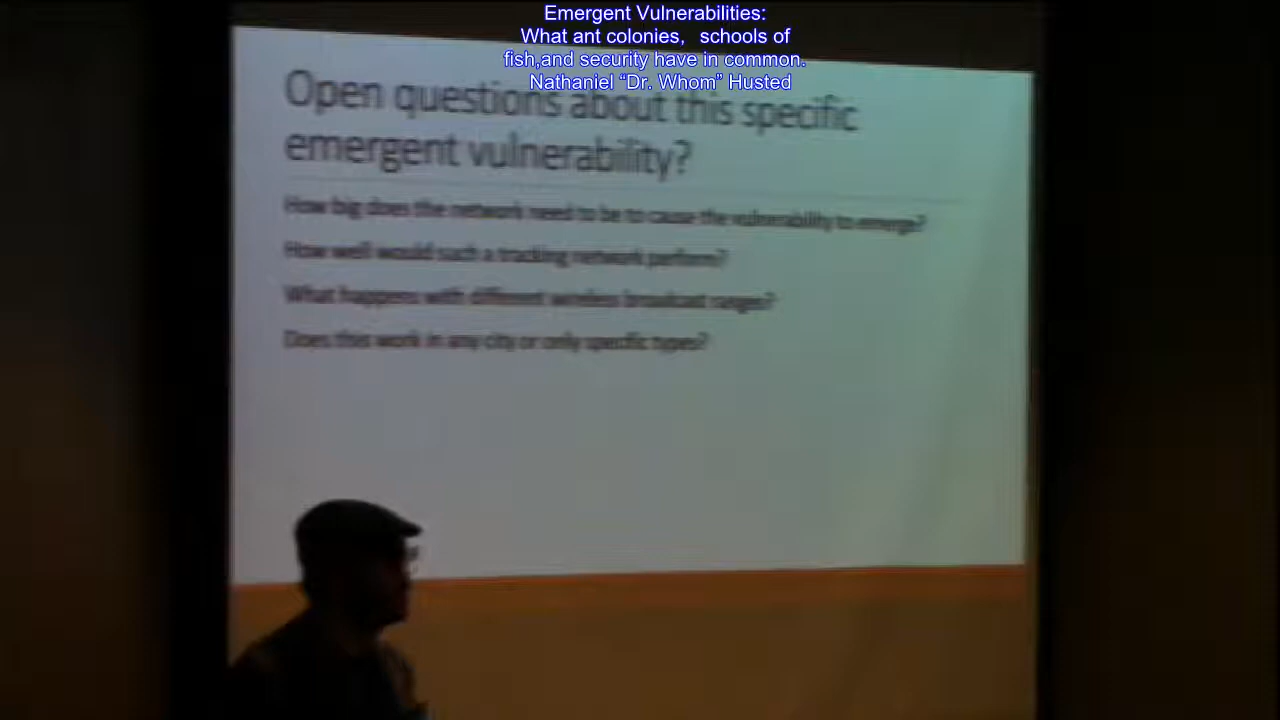 Emergent Vulnerabilities:
What ant colonies, schools of
fish,and security have in common.
Nathaniel “Dr. Whom” Husted
Open questions about this specific
emergent vulnerability?
How big does the network need to be to cause the vulnerability to emerge?
How well would such a tracking network perform?
What happens with different wireless broadcast ranges?
Does this work in any city or only specific types?